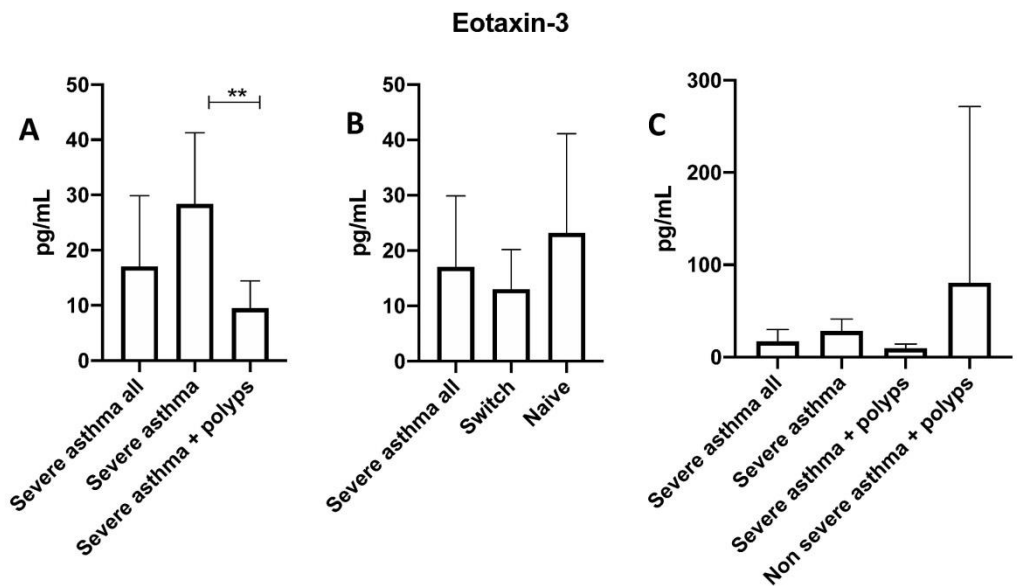 Eotaxin-3
A
pg/mL
50
40
30
20
10
0
**
Severe asthma all
Severe asthma
Severe asthma + polyps
B
pg/mL
50
40
30
20
10
0
Severe asthma all
Switch
Naive
C
pg/mL
300
200
100
0
Severe asthma all
Severe asthma
Severe asthma + polyps
Non severe asthma + polyps